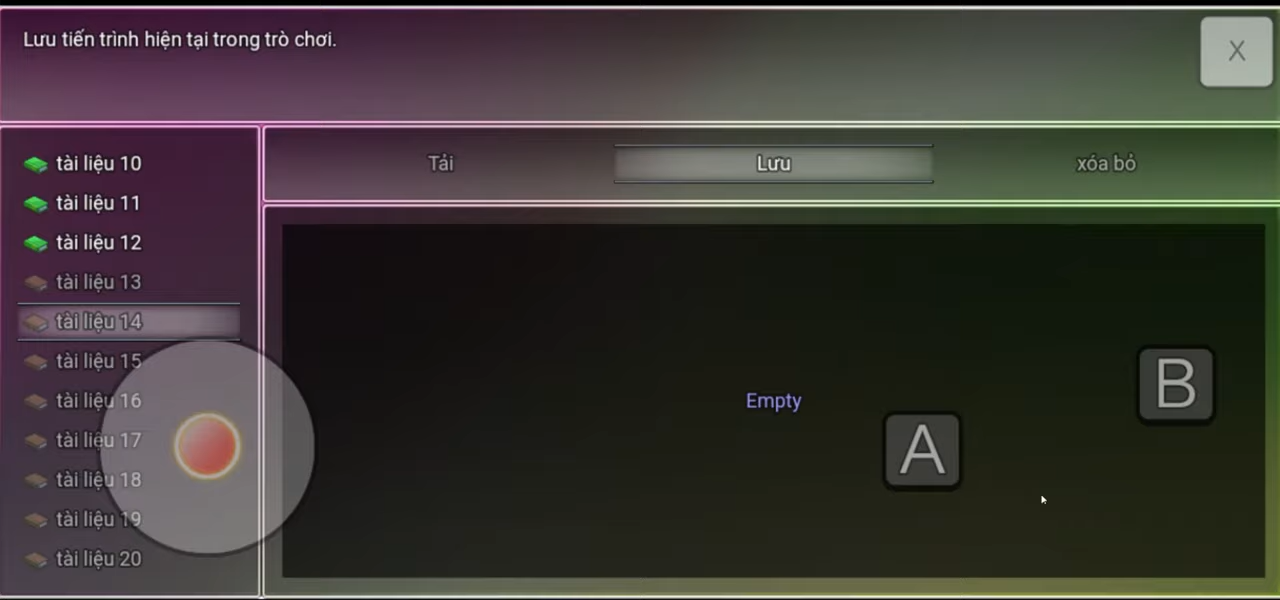 Lưu tiến trình hiện tại trong trò chơi.
X
Tải
Lưu
xóa bỏ
tài liệu 10
tài liệu 11
tài liệu 12
tài liệu 13
tài liệu 14
tài liệu 15
tài liệu 16
tài liệu 17
tài liệu 18
tài liệu 19
tài liệu 20
Empty
A
B